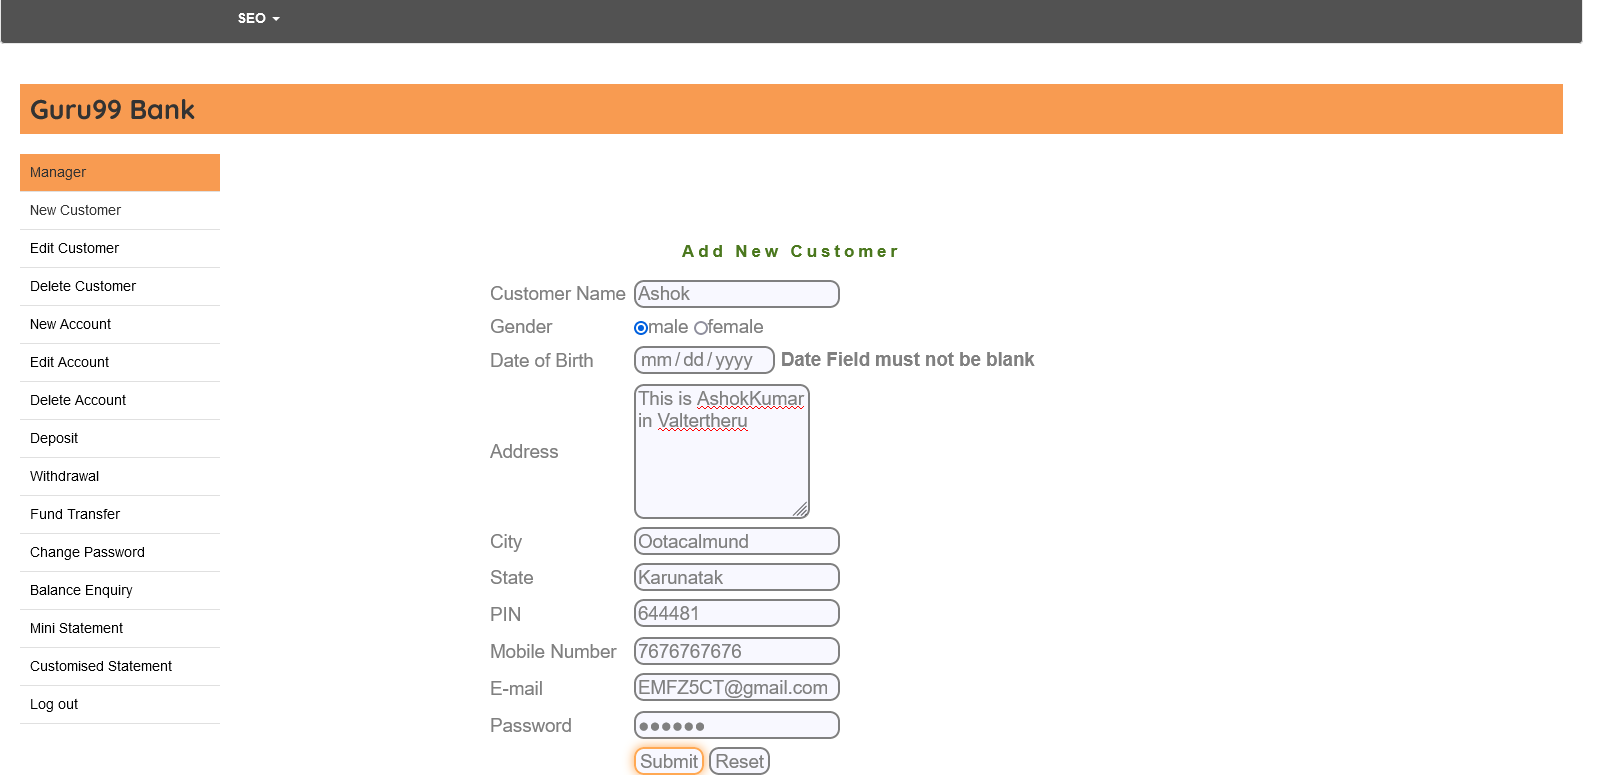 SEO
Guru99 Bank
Manager
New Customer
Edit Customer
Delete Customer
New Account
Edit Account
Delete Account
Deposit
Withdrawal
Fund Transfer
Change Password
Balance Enquiry
Mini Statement
Customised Statement
Log out
Add New Customer
Customer Name Ashok
Gender male female
Date of Birth mm/dd/yyyy Date Field must not be blank
Address This is AshokKumar
in Valtertheru
City Ootacalmund
State Karunatak
PIN 644481
Mobile Number 7676767676
E-mail EMFZ5CT@gmail.com
Password ●●●●●●
Submit Reset